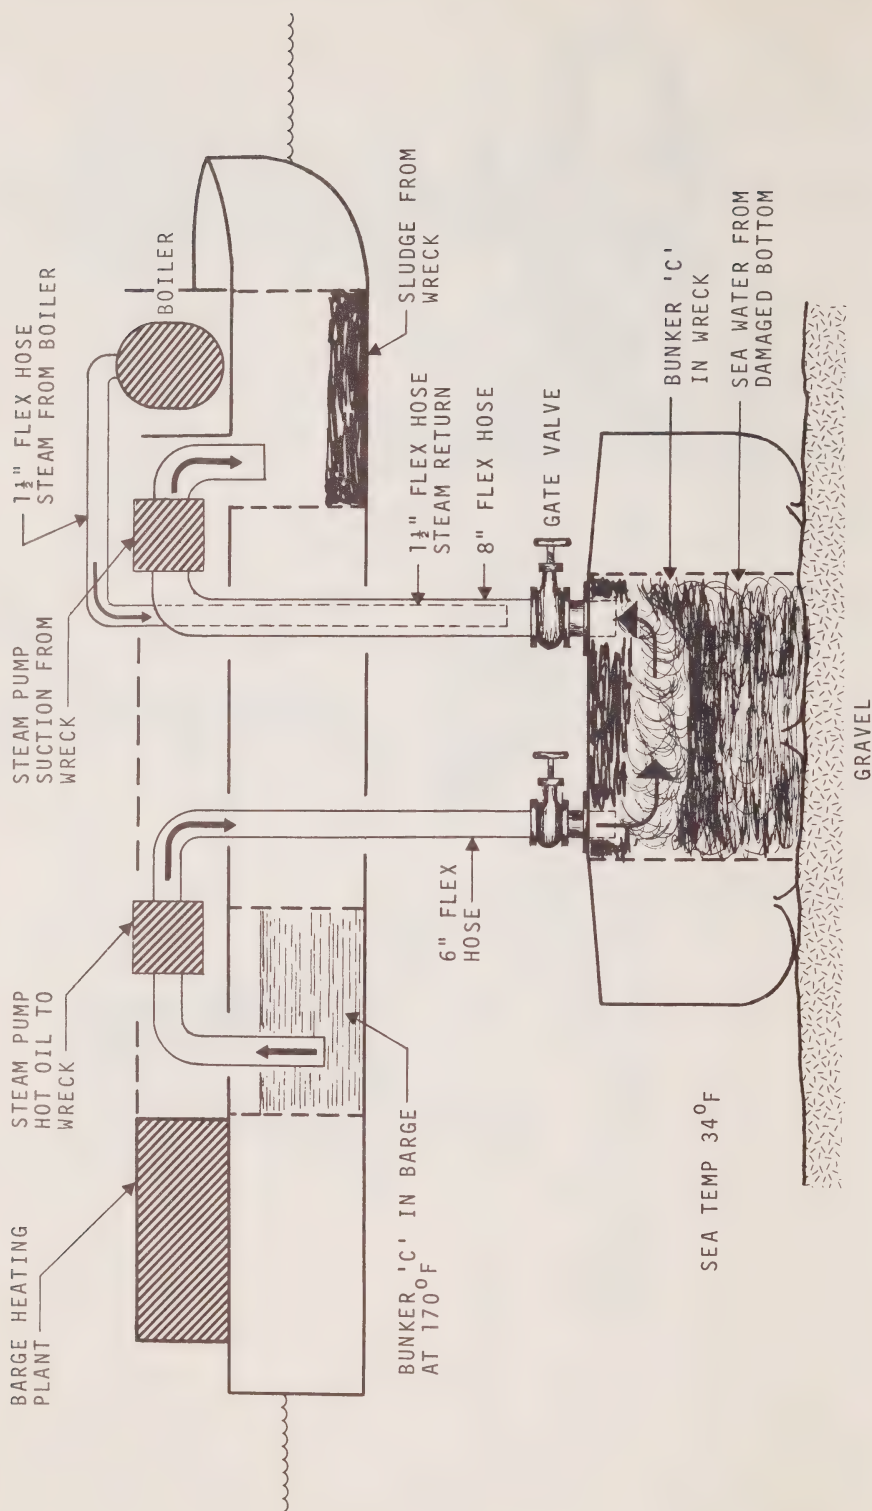 BARGE HEATING
PLANT
STEAM PUMP
HOT OIL TO
WRECK
STEAM PUMP
SUCTION FROM
WRECK
1½" FLEX HOSE
STEAM FROM BOILER
BOILER
SLUDGE FROM
WRECK
1½" FLEX HOSE
STEAM RETURN
8" FLEX HOSE
GATE VALVE
6" FLEX
HOSE
BUNKER 'C' IN BARGE
AT 170°F
BUNKER 'C'
IN WRECK
SEA WATER FROM
DAMAGED BOTTOM
SEA TEMP 34°F
GRAVEL